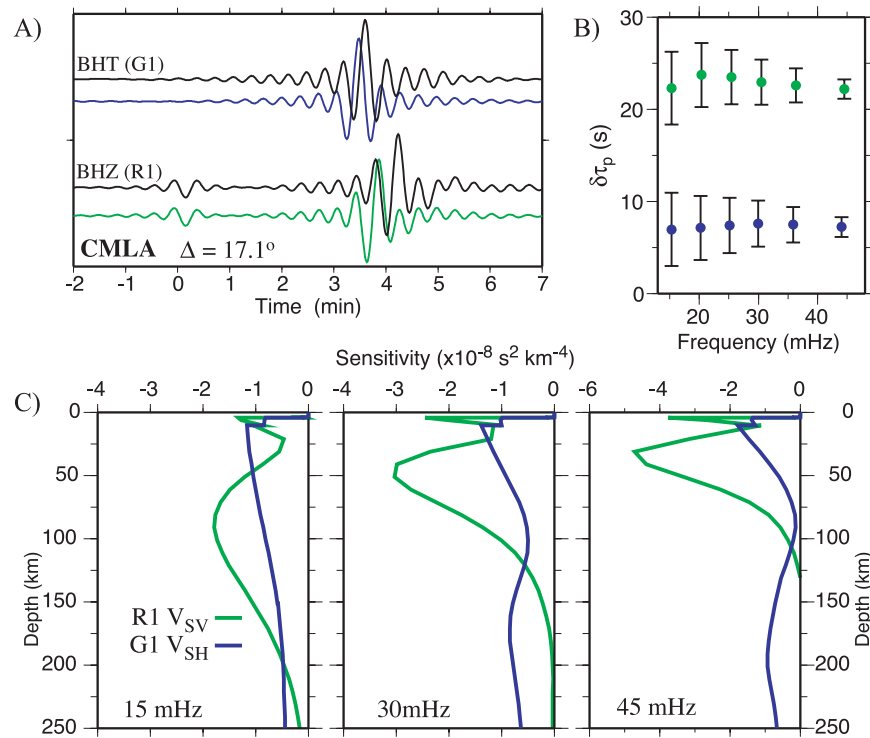 A)
BHT (G1)
BHZ (R1)
CMLA Δ = 17.1º
-2 -1 0 1 2 3 4 5 6 7
Time (min)
B)
30
20
10
0
δτp (s)
20 40
Frequency (mHz)
Sensitivity (x10-8 s2 km-4)
C)
-4 -3 -2 -1 0
-4 -3 -2 -1 0
-6 -4 -2 0
0
50
100
150
200
250
Depth (km)
R1 VSV
G1 VSH
15 mHz
30mHz
45 mHz
0
50
100
150
200
250
Depth (km)